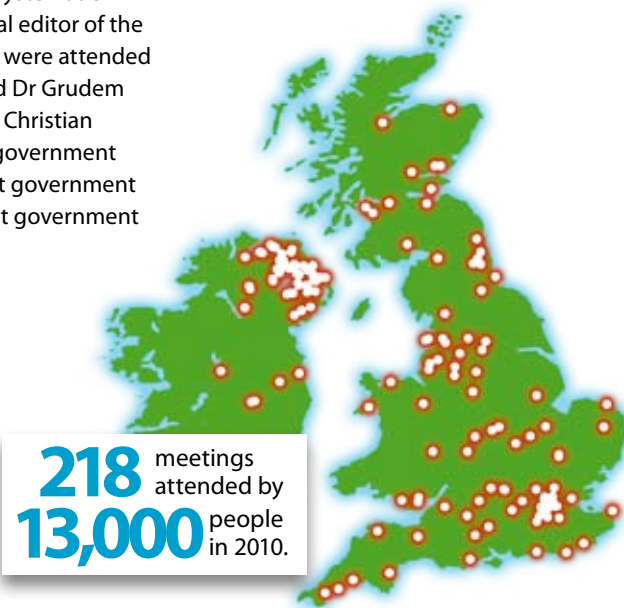 al editor of the
were attended
d Dr Grudem
Christian
government
t government
t government
218 meetings
attended by
13,000 people
in 2010.